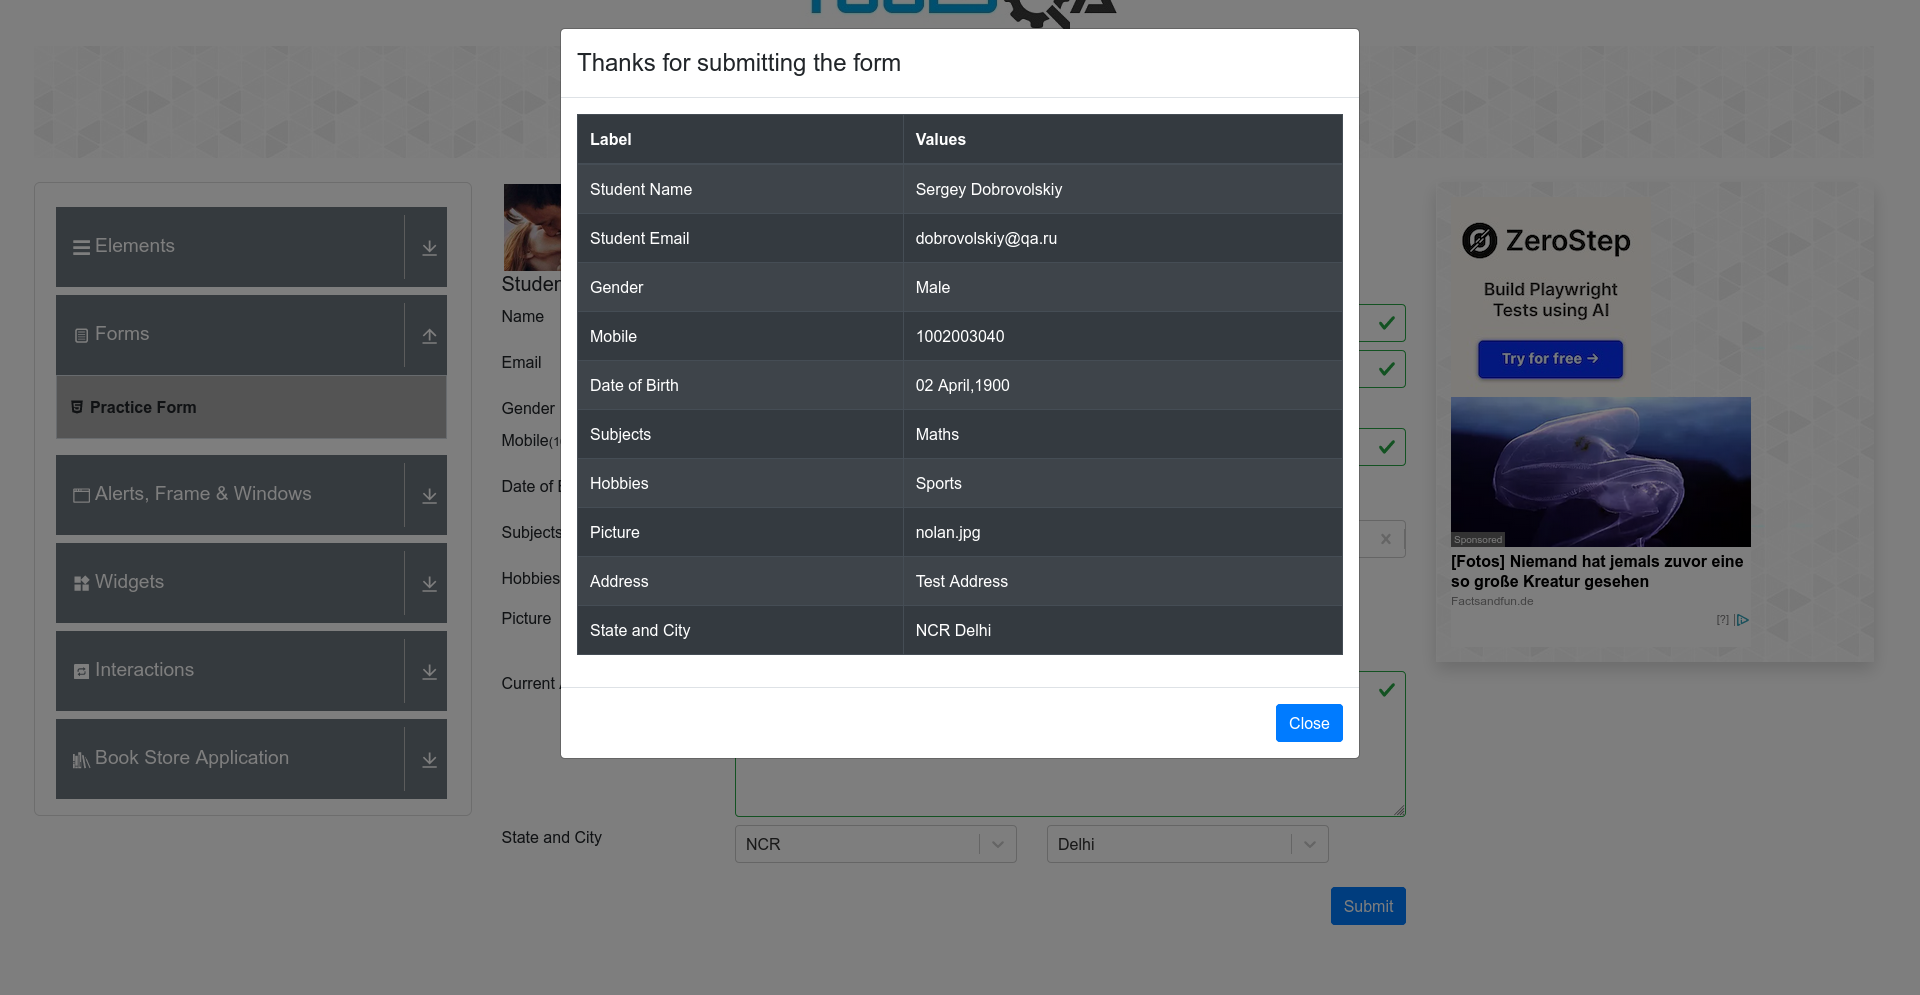 Thanks for submitting the form
Label Values
Student Name Sergey Dobrovolskiy
Student Email dobrovolskiy@qa.ru
Gender Male
Mobile 1002003040
Date of Birth 02 April,1900
Subjects Maths
Hobbies Sports
Picture nolan.jpg
Address Test Address
State and City NCR Delhi
Close
Elements
Forms
Practice Form
Alerts, Frame & Windows
Widgets
Interactions
Book Store Application
Name
Email
Gender
Mobile
Date of
Subjects
Hobbies
Picture
Current
State and City
NCR
Delhi
Submit
ZeroStep
Build Playwright
Tests using AI
Try for free →
Sponsored
[Fotos] Niemand hat jemals zuvor eine
so große Kreatur gesehen
Factsandfun.de
[?]